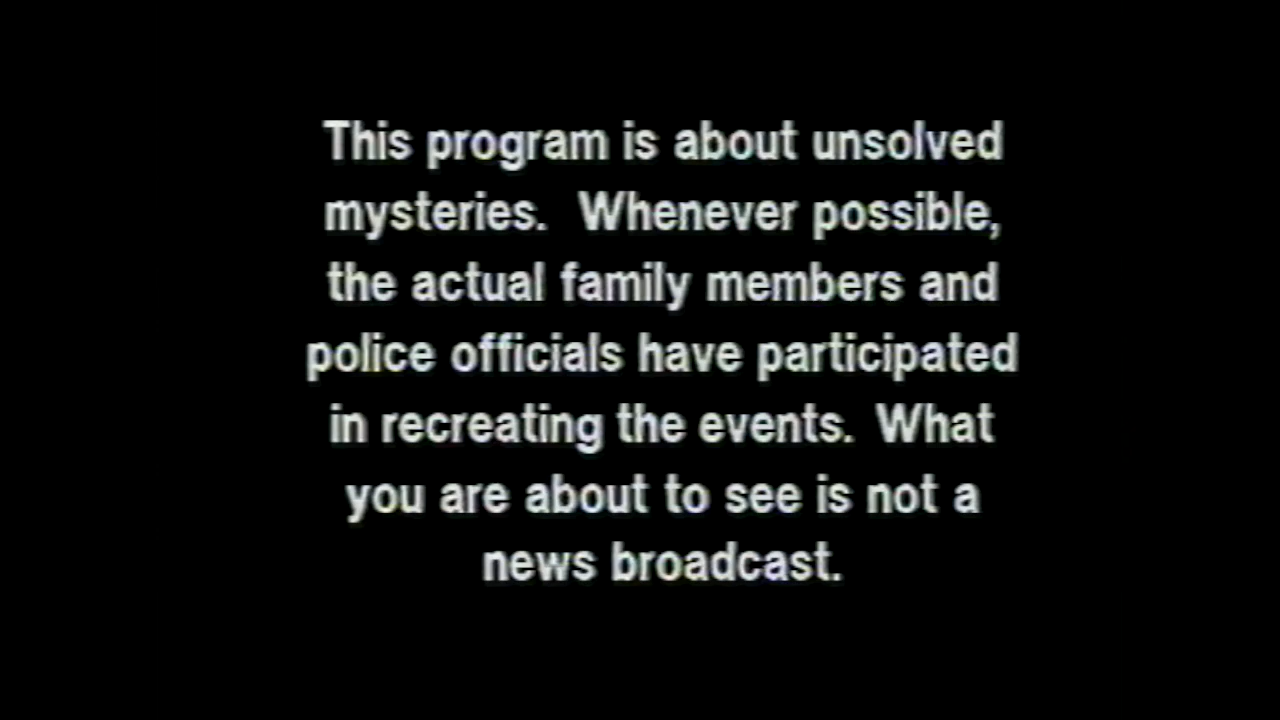 This program is about unsolved
mysteries.  Whenever possible,
the actual family members and
police officials have participated
in recreating the events.  What
you are about to see is not a
news broadcast.